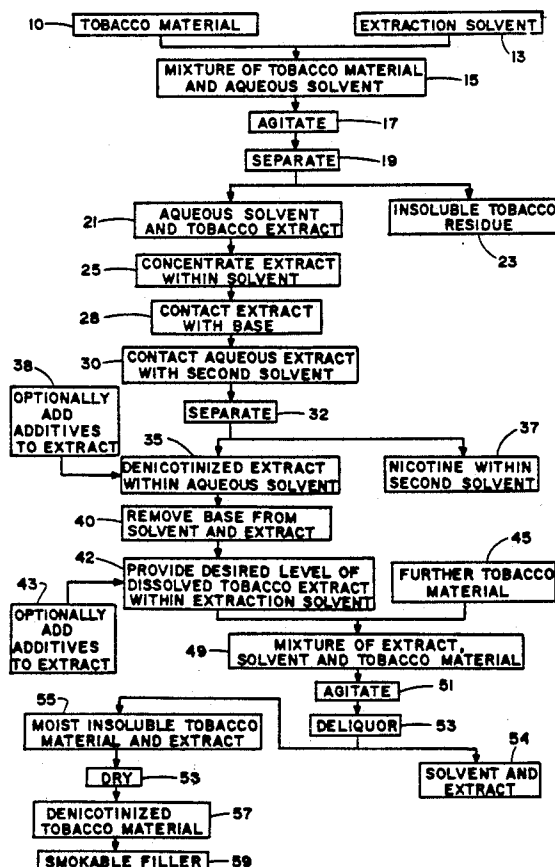 10
TOBACCO MATERIAL
EXTRACTION SOLVENT
13
MIXTURE OF TOBACCO MATERIAL
AND AQUEOUS SOLVENT
15
AGITATE
17
SEPARATE
19
21
AQUEOUS SOLVENT
AND TOBACCO EXTRACT
INSOLUBLE TOBACCO
RESIDUE
23
25
CONCENTRATE EXTRACT
WITHIN SOLVENT
28
CONTACT EXTRACT
WITH BASE
30
CONTACT AQUEOUS EXTRACT
WITH SECOND SOLVENT
38
OPTIONALLY
ADD
ADDITIVES
TO EXTRACT
SEPARATE
32
35
DENICOTINIZED EXTRACT
WITHIN AQUEOUS SOLVENT
37
NICOTINE WITHIN
SECOND SOLVENT
40
REMOVE BASE FROM
SOLVENT AND EXTRACT
42
PROVIDE DESIRED LEVEL OF
DISSOLVED TOBACCO EXTRACT
WITHIN EXTRACTION SOLVENT
45
FURTHER TOBACCO
MATERIAL
43
OPTIONALLY
ADD
ADDITIVES
TO EXTRACT
49
MIXTURE OF EXTRACT,
SOLVENT AND TOBACCO MATERIAL
AGITATE
51
DELIQUOR
53
55
MOIST INSOLUBLE TOBACCO
MATERIAL AND EXTRACT
54
SOLVENT AND
EXTRACT
DRY
53
DENICOTINIZED
TOBACCO MATERIAL
57
SMOKABLE FILLER
59